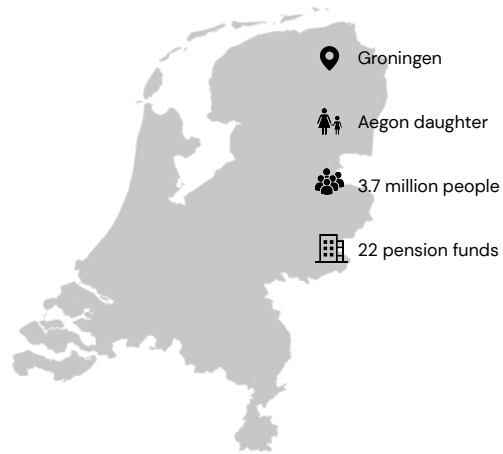 Groningen
Aegon daughter
3.7 million people
22 pension funds